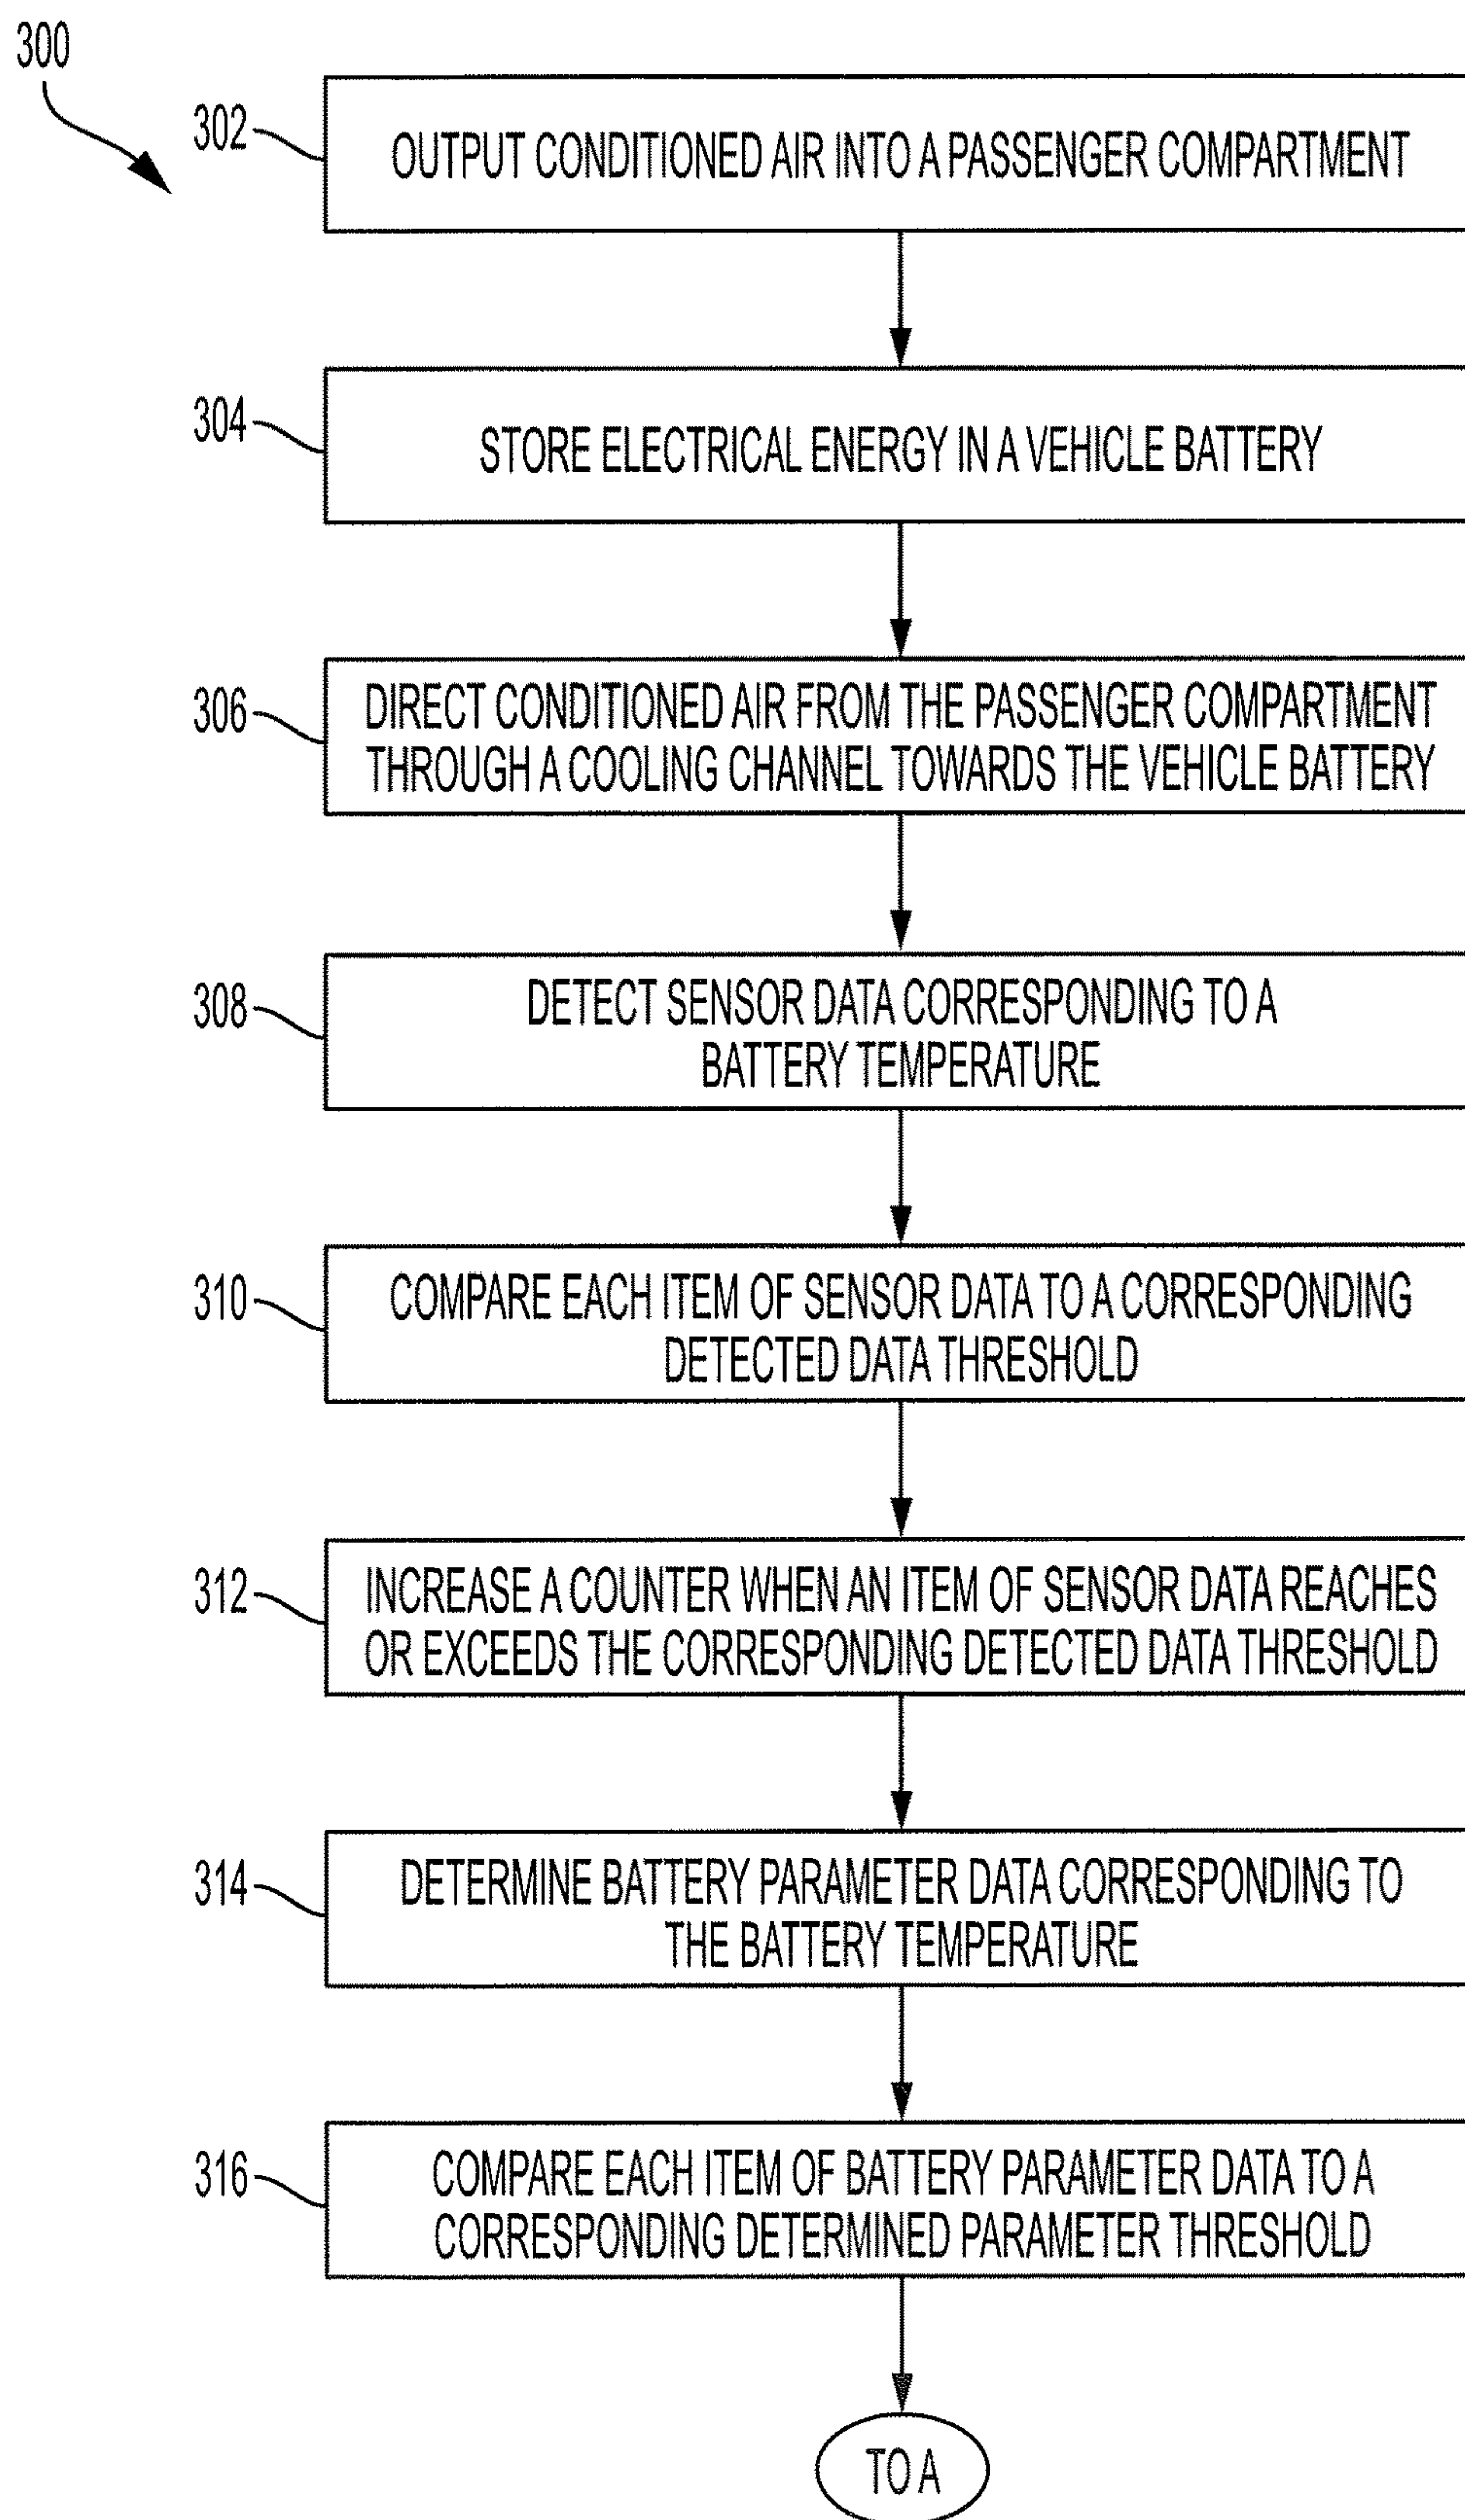 300
302
OUTPUT CONDITIONED AIR INTO A PASSENGER COMPARTMENT
304
STORE ELECTRICAL ENERGY IN A VEHICLE BATTERY
306
DIRECT CONDITIONED AIR FROM THE PASSENGER COMPARTMENT
THROUGH A COOLING CHANNEL TOWARDS THE VEHICLE BATTERY
308
DETECT SENSOR DATA CORRESPONDING TO A
BATTERY TEMPERATURE
310
COMPARE EACH ITEM OF SENSOR DATA TO A CORRESPONDING
DETECTED DATA THRESHOLD
312
INCREASE A COUNTER WHEN AN ITEM OF SENSOR DATA REACHES
OR EXCEEDS THE CORRESPONDING DETECTED DATA THRESHOLD
314
DETERMINE BATTERY PARAMETER DATA CORRESPONDING TO
THE BATTERY TEMPERATURE
316
COMPARE EACH ITEM OF BATTERY PARAMETER DATA TO A
CORRESPONDING DETERMINED PARAMETER THRESHOLD
TO A